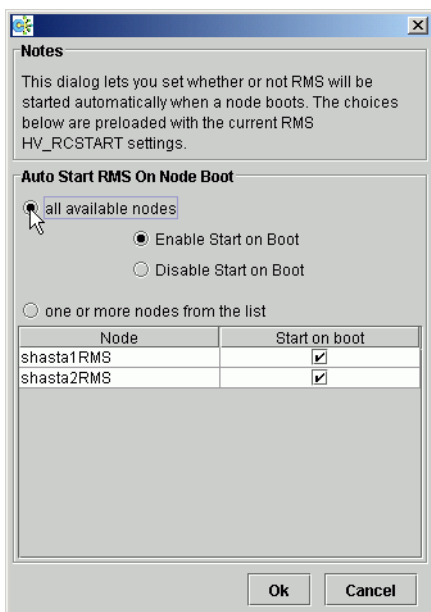 Notes
This dialog lets you set whether or not RMS will be
started automatically when a node boots. The choices
below are preloaded with the current RMS
HV_RCSTART settings.
Auto Start RMS On Node Boot
all available nodes
Enable Start on Boot
Disable Start on Boot
one or more nodes from the list
Node Start on boot
shasta1RMS
shasta2RMS
Ok Cancel